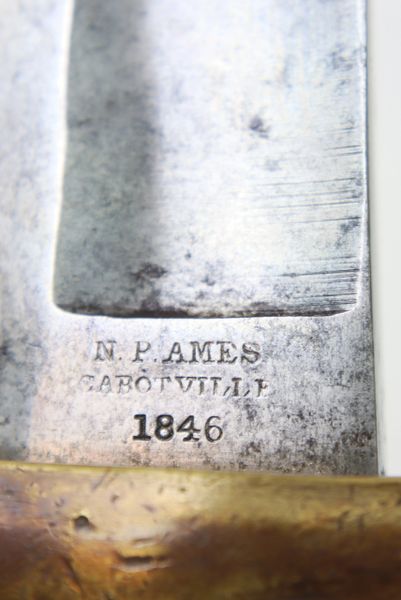 N. P. AMES
CABOTVILLE
1846